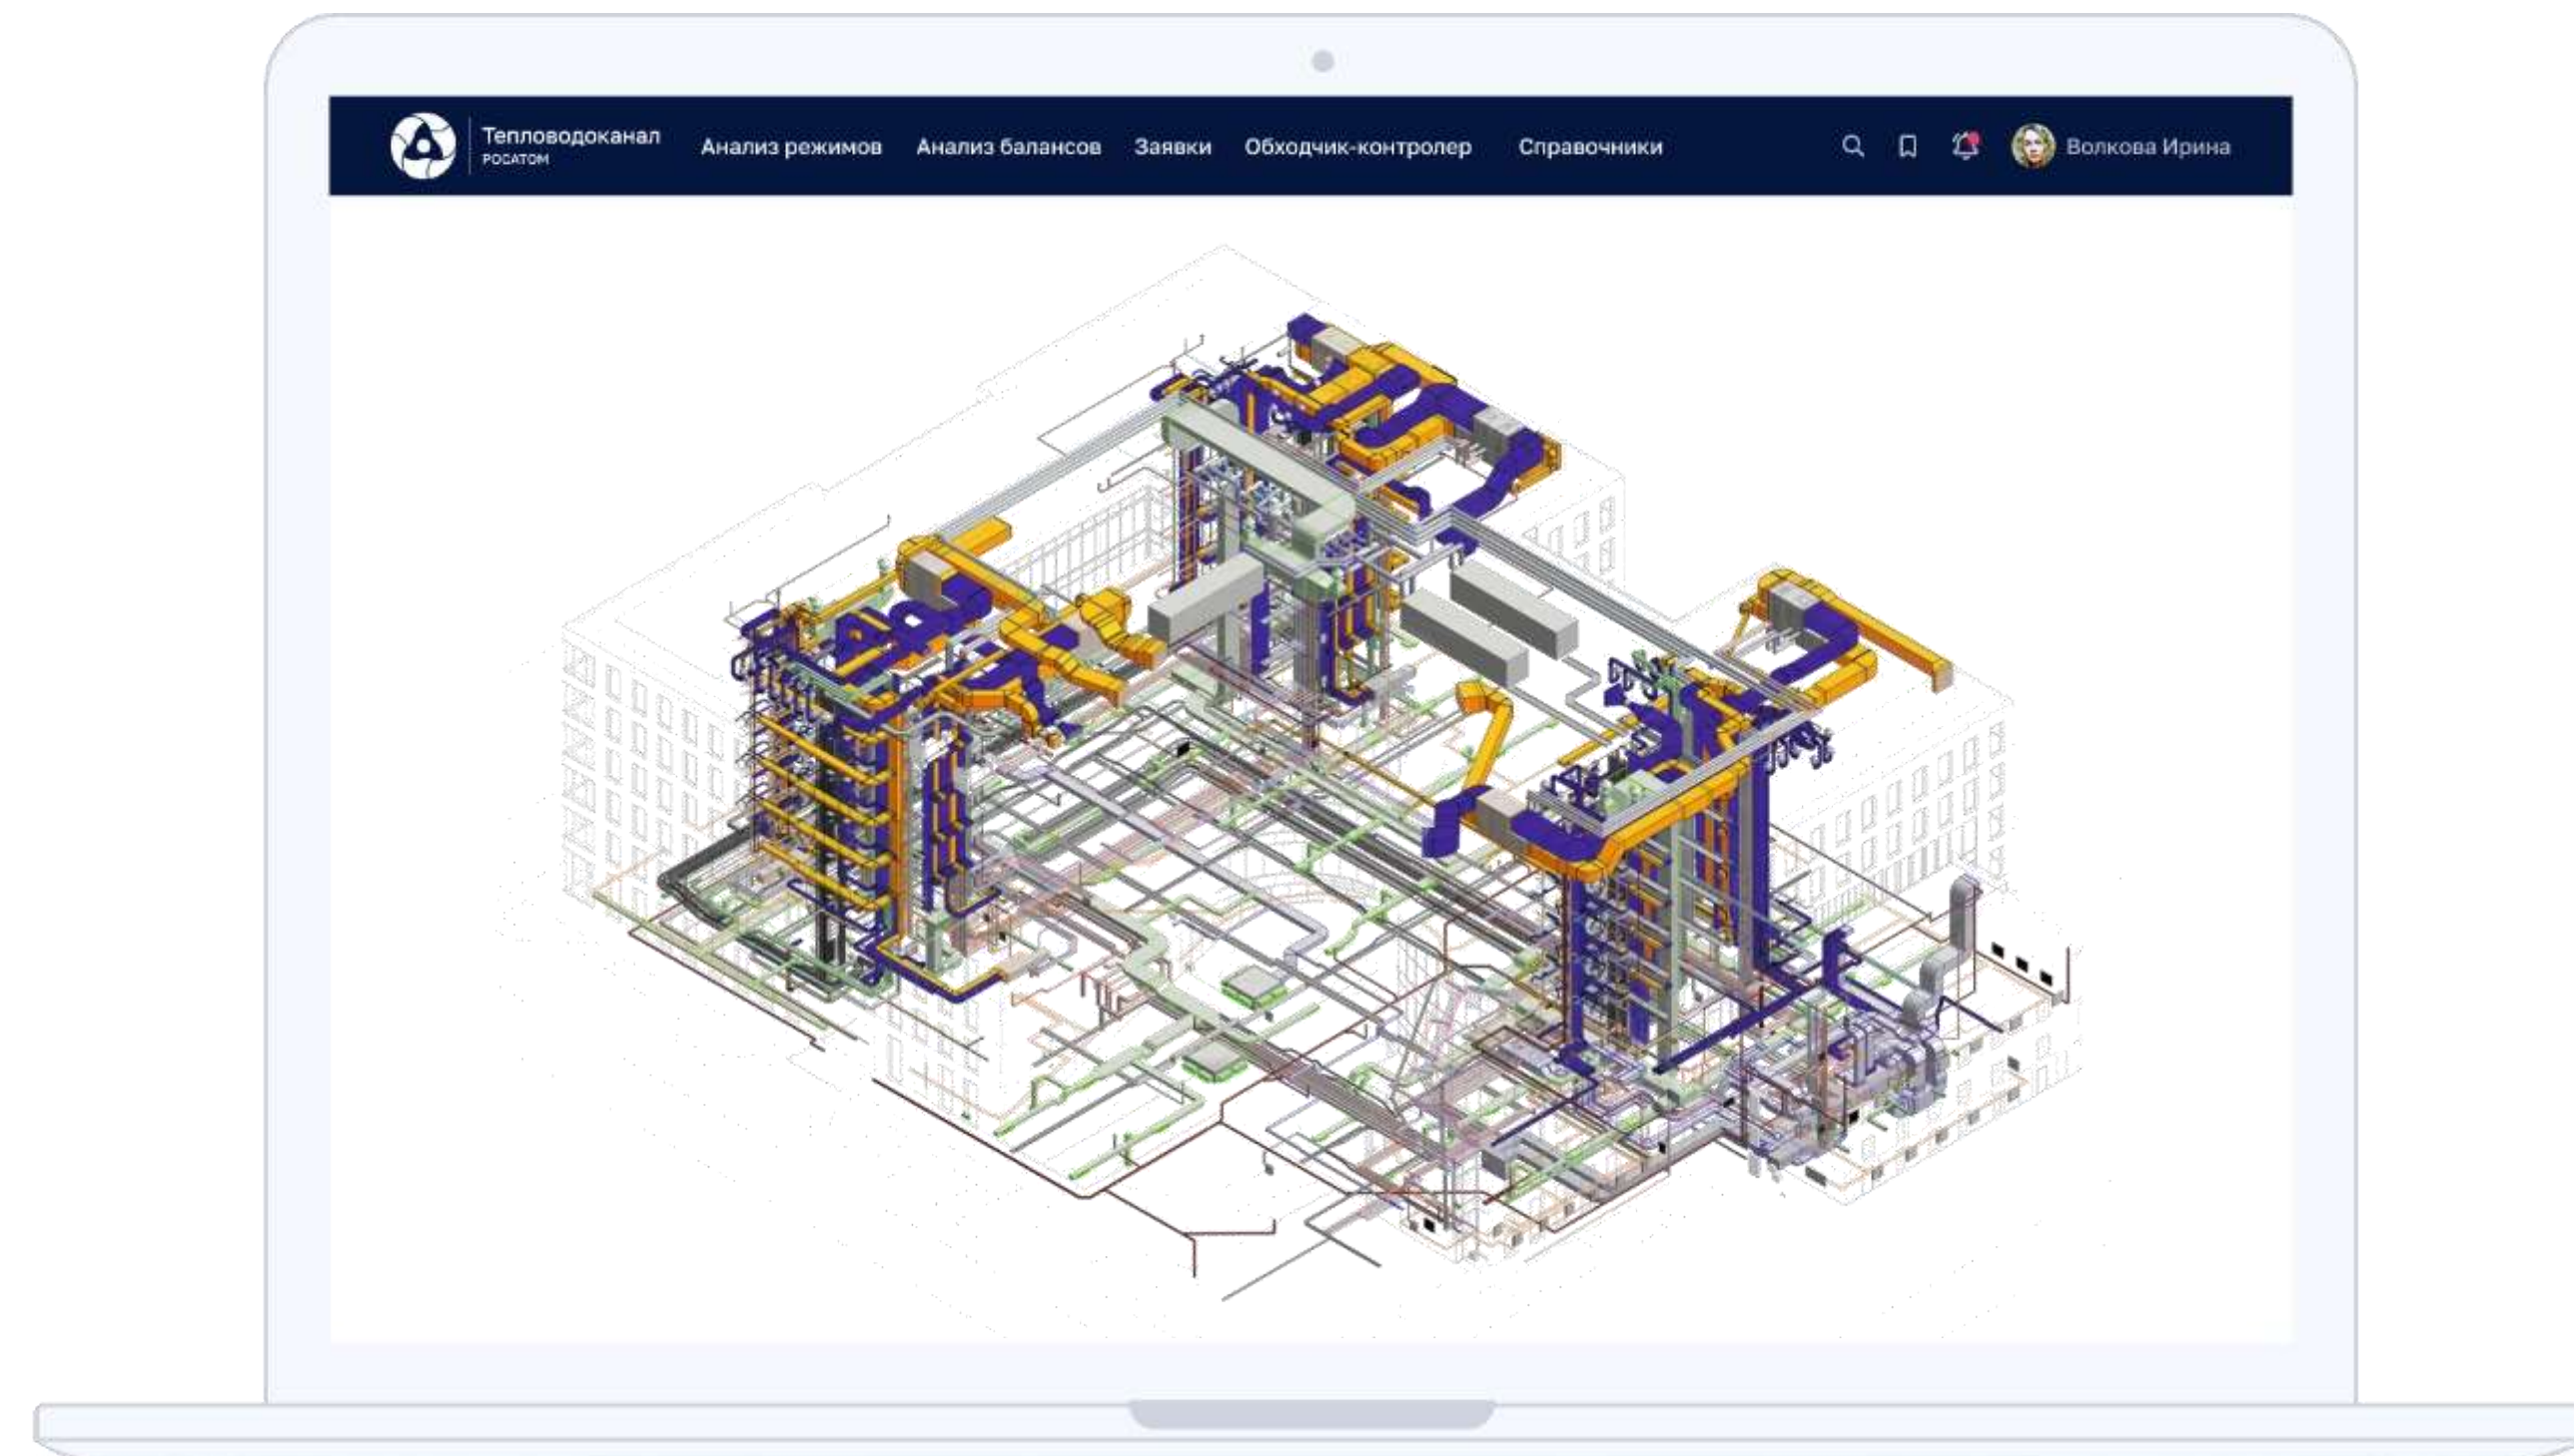 Тепловодоканал
РОСАТОМ
Анализ режимов
Анализ балансов
Заявки
Обходчик-контролер
Справочники
Волкова Ирина